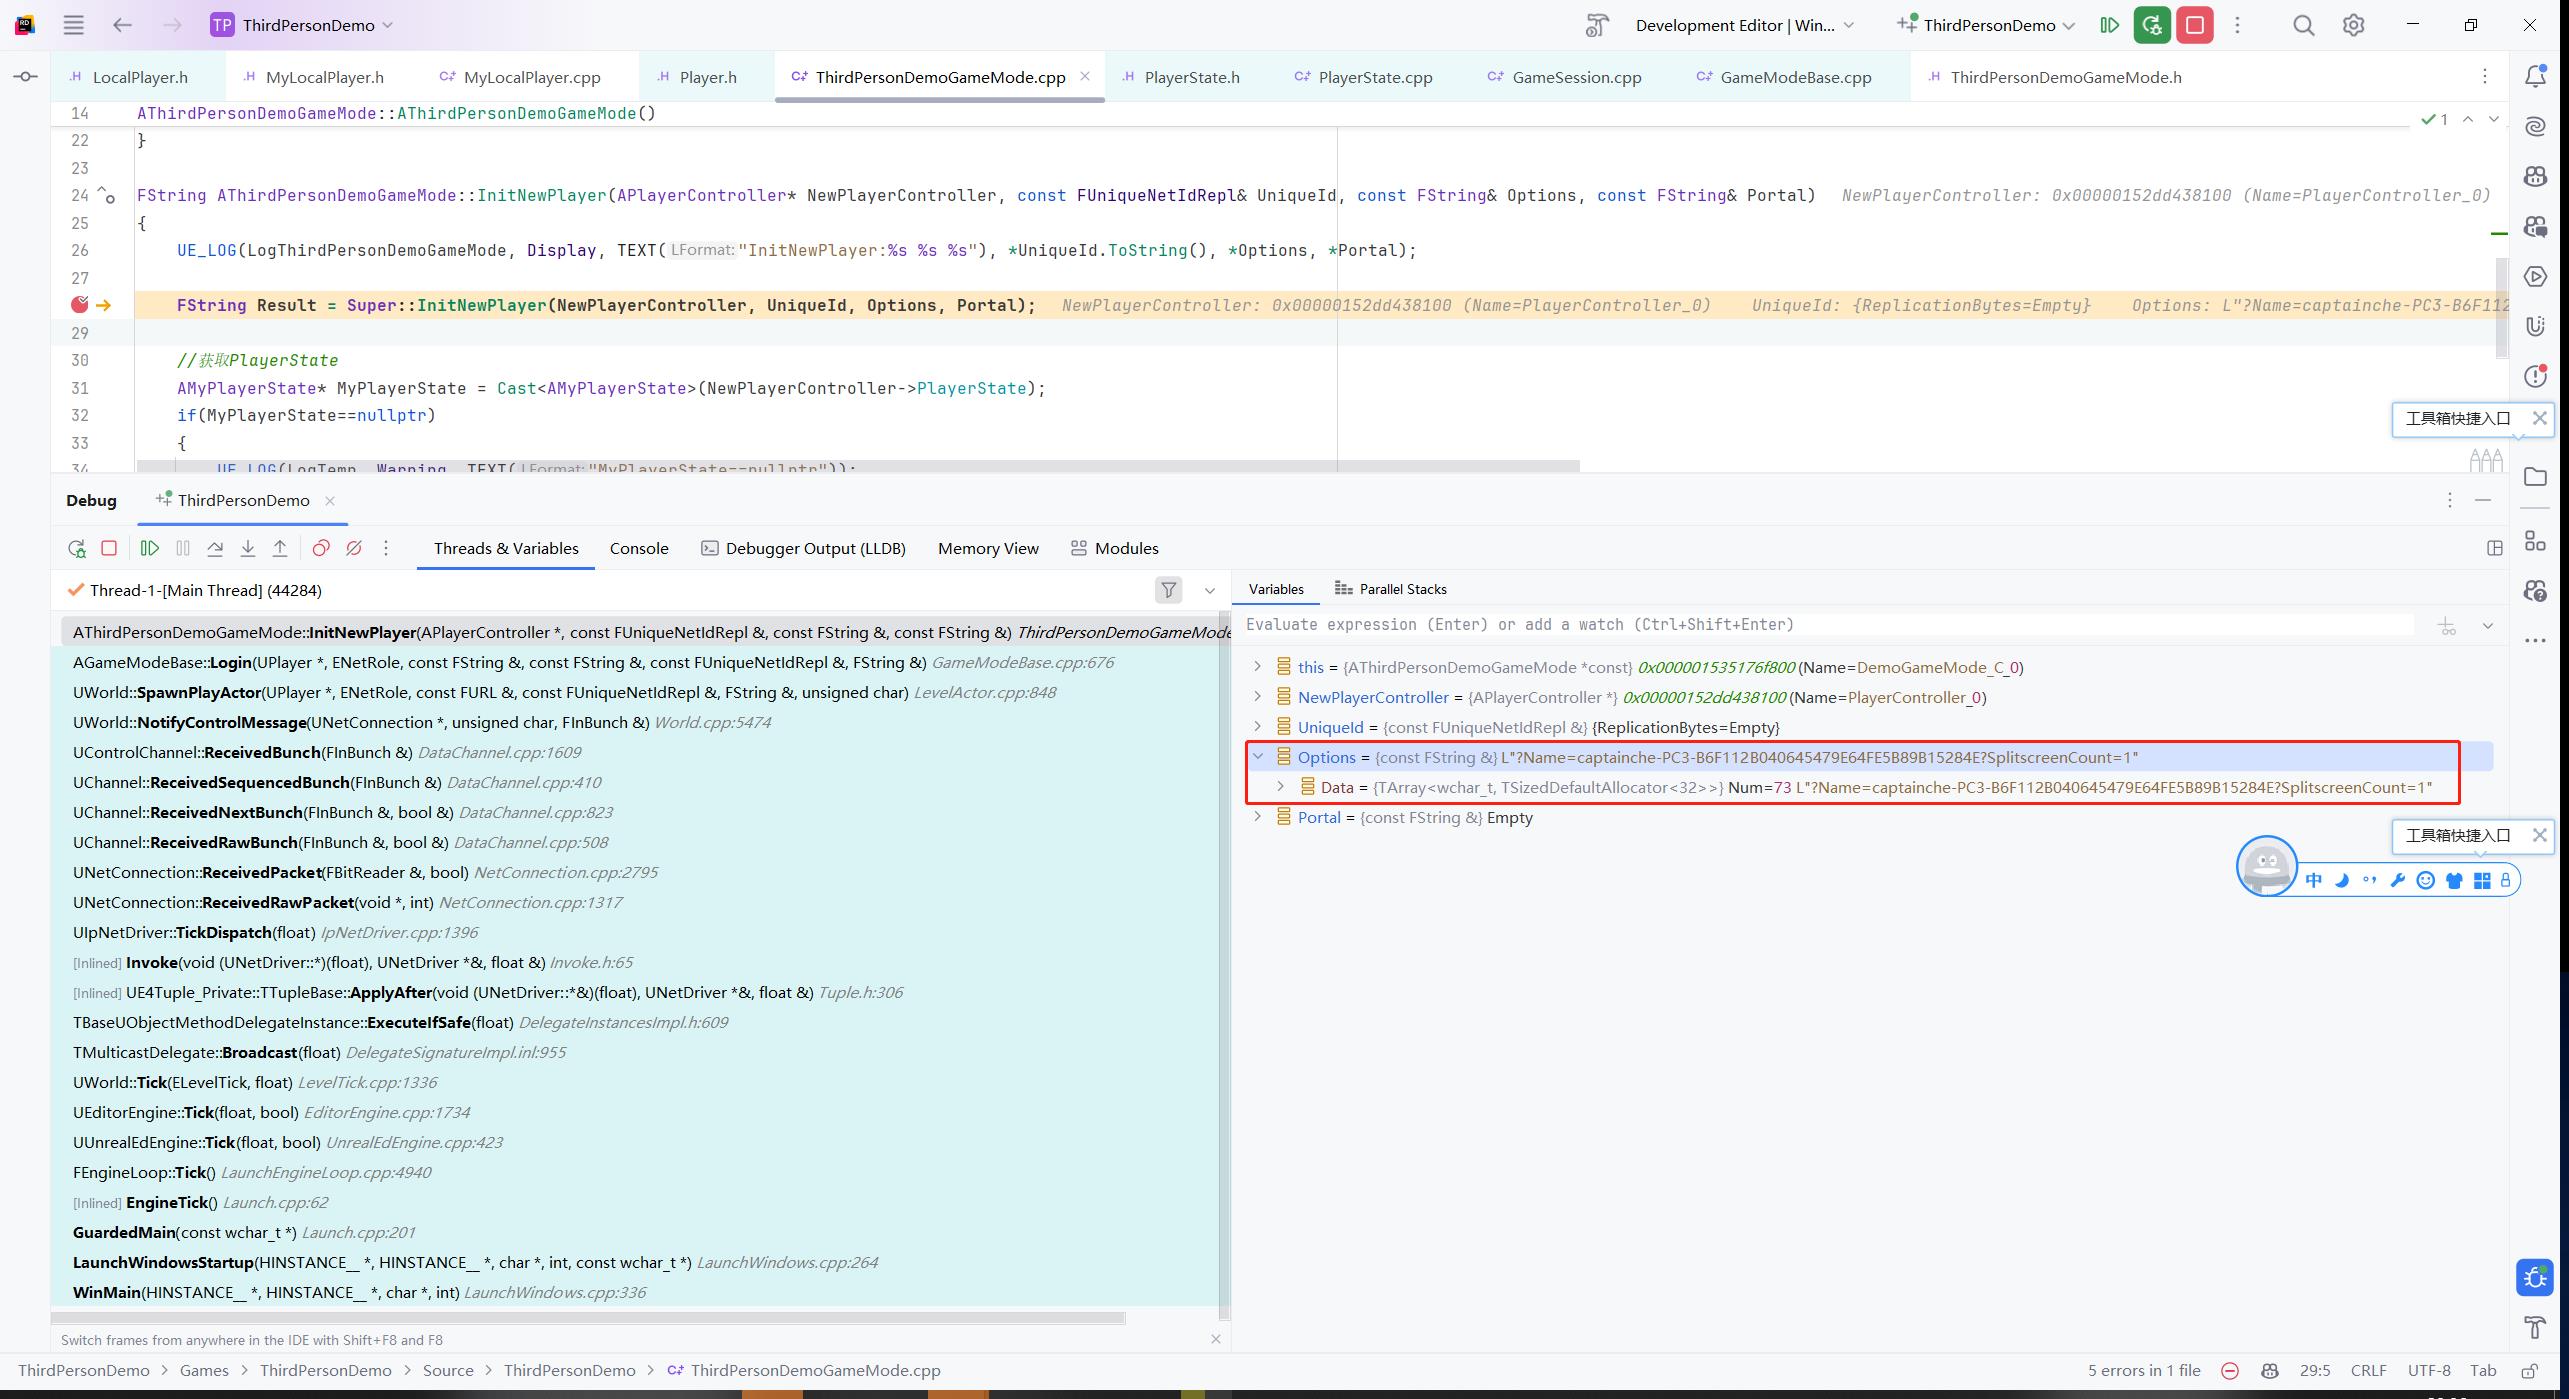 TP ThirdPersonDemo
Development Editor | Win...
ThirdPersonDemo
.H LocalPlayer.h
.H MyLocalPlayer.h
C+ MyLocalPlayer.cpp
.H Player.h
C+ ThirdPersonDemoGameMode.cpp
.H PlayerState.h
C+ PlayerState.cpp
C+ GameSession.cpp
C+ GameModeBase.cpp
.H ThirdPersonDemoGameMode.h
14 AThirdPersonDemoGameMode::AThirdPersonDemoGameMode()
1
22 }
23
24 FString AThirdPersonDemoGameMode::InitNewPlayer(APlayerController* NewPlayerController, const FUniqueNetIdRepl& UniqueId, const FString& Options, const FString& Portal) NewPlayerController: 0x00000152dd438100 (Name=PlayerController_0)
25 {
26 UE_LOG(LogThirdPersonDemoGameMode, Display, TEXT( LFormat: "InitNewPlayer:%s %s %s"), *UniqueId.ToString(), *Options, *Portal);
27
FString Result = Super::InitNewPlayer(NewPlayerController, UniqueId, Options, Portal); NewPlayerController: 0x00000152dd438100 (Name=PlayerController_0) UniqueId: {ReplicationBytes=Empty} Options: L"?Name=captainche-PC3-B6F112
29
30 //获取PlayerState
31 AMyPlayerState* MyPlayerState = Cast<AMyPlayerState>(NewPlayerController->PlayerState);
32 if(MyPlayerState==nullptr)
33 {
34 UE_LOG(LogTemp, Warning, TEXT( LFormat: "MyPlayerState==nullptr"));
工具箱快捷入口
Debug ThirdPersonDemo
Threads & Variables Console Debugger Output (LLDB) Memory View Modules
Thread-1-[Main Thread] (44284)
AThirdPersonDemoGameMode::InitNewPlayer(APlayerController *, const FUniqueNetIdRepl &, const FString &, const FString &) ThirdPersonDemoGameMode
AGameModeBase::Login(UPlayer *, ENetRole, const FString &, const FString &, const FUniqueNetIdRepl &, FString &) GameModeBase.cpp:676
UWorld::SpawnPlayActor(UPlayer *, ENetRole, const FURL &, const FUniqueNetIdRepl &, FString &, unsigned char) LevelActor.cpp:848
UWorld::NotifyControlMessage(UNetConnection *, unsigned char, FInBunch &) World.cpp:5474
UControlChannel::ReceivedBunch(FInBunch &) DataChannel.cpp:1609
UChannel::ReceivedSequencedBunch(FInBunch &) DataChannel.cpp:410
UChannel::ReceivedNextBunch(FInBunch &, bool &) DataChannel.cpp:823
UChannel::ReceivedRawBunch(FInBunch &, bool &) DataChannel.cpp:508
UNetConnection::ReceivedPacket(FBitReader &, bool) NetConnection.cpp:2795
UNetConnection::ReceivedRawPacket(void *, int) NetConnection.cpp:1317
UIpNetDriver::TickDispatch(float) IpNetDriver.cpp:1396
[Inlined] Invoke(void (UNetDriver::*)(float), UNetDriver *&, float &) Invoke.h:65
[Inlined] UE4Tuple_Private::TTupleBase::ApplyAfter(void (UNetDriver::*&)(float), UNetDriver *&, float &) Tuple.h:306
TBaseUObjectMethodDelegateInstance::ExecuteIfSafe(float) DelegateInstancesImpl.h:609
TMulticastDelegate::Broadcast(float) DelegateSignatureImpl.inl:955
UWorld::Tick(ELevelTick, float) LevelTick.cpp:1336
UEditorEngine::Tick(float, bool) EditorEngine.cpp:1734
UUnrealEdEngine::Tick(float, bool) UnrealEdEngine.cpp:423
FEngineLoop::Tick() LaunchEngineLoop.cpp:4940
[Inlined] EngineTick() Launch.cpp:62
GuardedMain(const wchar_t *) Launch.cpp:201
LaunchWindowsStartup(HINSTANCE__ *, HINSTANCE__ *, char *, int, const wchar_t *) LaunchWindows.cpp:264
WinMain(HINSTANCE__ *, HINSTANCE__ *, char *, int) LaunchWindows.cpp:336
Switch frames from anywhere in the IDE with Shift+F8 and F8
Variables Parallel Stacks
Evaluate expression (Enter) or add a watch (Ctrl+Shift+Enter)
this = {AThirdPersonDemoGameMode *const} 0x000001535176f800 (Name=DemoGameMode_C_0)
NewPlayerController = {APlayerController *} 0x00000152dd438100 (Name=PlayerController_0)
UniqueId = {const FUniqueNetIdRepl &} {ReplicationBytes=Empty}
Options = {const FString &} L"?Name=captainche-PC3-B6F112B040645479E64FE5B89B15284E?SplitscreenCount=1"
Data = {TArray<wchar_t, TSizedDefaultAllocator<32>>} Num=73 L"?Name=captainche-PC3-B6F112B040645479E64FE5B89B15284E?SplitscreenCount=1"
Portal = {const FString &} Empty
工具箱快捷入口
中
ThirdPersonDemo > Games > ThirdPersonDemo > Source > ThirdPersonDemo > C+ ThirdPersonDemoGameMode.cpp
5 errors in 1 file 29:5 CRLF UTF-8 Tab